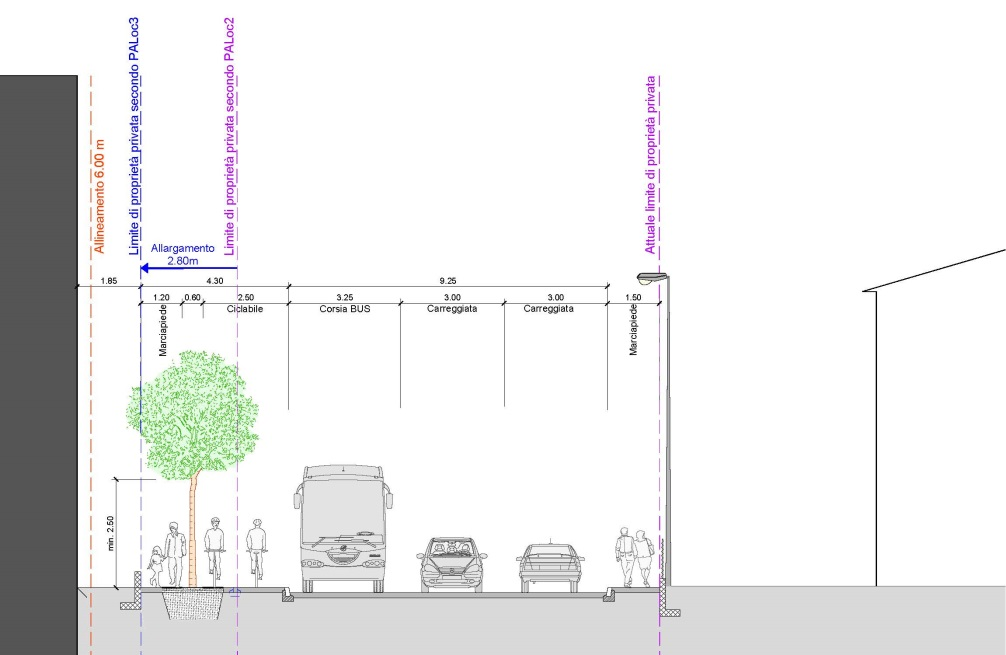 Allineamento 6.00 m
Limite di proprietà privata secondo PALoc3
Limite di proprietà privata secondo PALoc2
Attuale limite di proprietà privata
Allargamento
2.80m
1.85
4.30
9.25
1.20
0.60
2.50
3.25
3.00
3.00
1.50
Marciapiede
Ciclabile
Corsia BUS
Carreggiata
Carreggiata
Marciapiede
min. 2.50